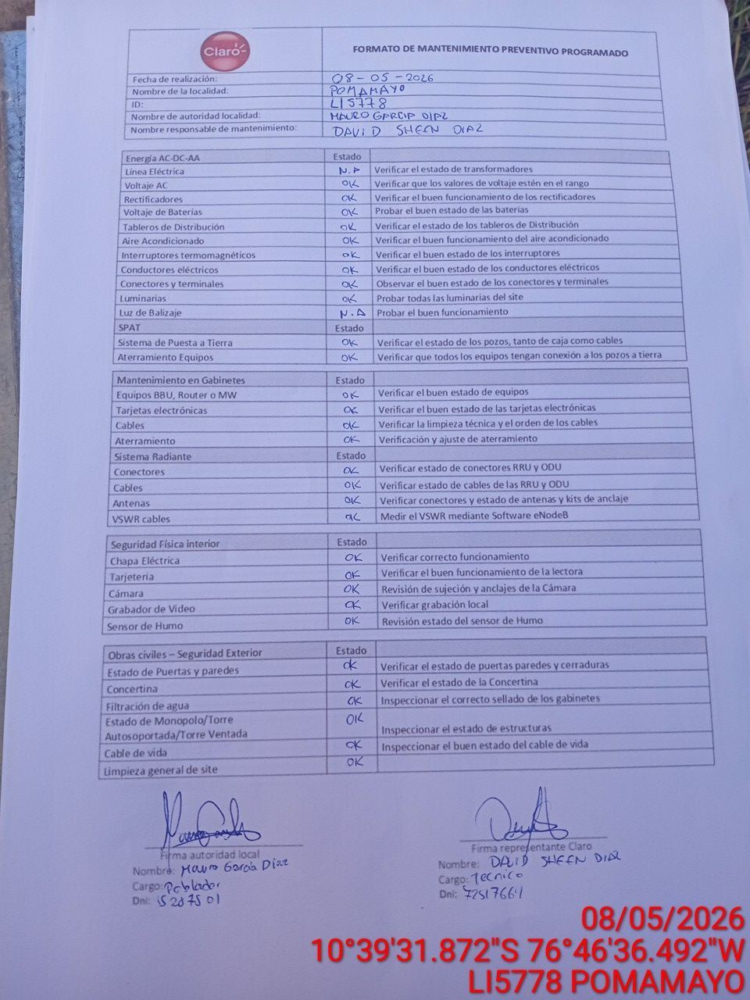 Claro
FORMATO DE MANTENIMIENTO PREVENTIVO PROGRAMADO
Fecha de realización: 08-05-2026
Nombre de la localidad: POMAMAYO
ID: LI5778
Nombre de autoridad localidad: MAURO GARCIA DIAZ
Nombre responsable de mantenimiento: DAVID SHEEN DIAZ
Energía AC-DC-AA Estado
Línea Eléctrica N.A Verificar el estado de transformadores
Voltaje AC OK Verificar que los valores de voltaje estén en el rango
Rectificadores OK Verificar el buen funcionamiento de los rectificadores
Voltaje de Baterías OK Probar el buen estado de las baterías
Tableros de Distribución OK Verificar el estado de los tableros de Distribución
Aire Acondicionado OK Verificar el buen funcionamiento del aire acondicionado
Interruptores termomagnéticos OK Verificar el buen estado de los interruptores
Conductores eléctricos OK Verificar el buen estado de los conductores eléctricos
Conectores y terminales OK Observar el buen estado de los conectores y terminales
Luminarias OK Probar todas las luminarias del site
Luz de Balizaje N.A Probar el buen funcionamiento
SPAT Estado
Sistema de Puesta a Tierra OK Verificar el estado de los pozos, tanto de caja como cables
Aterramiento Equipos OK Verificar que todos los equipos tengan conexión a los pozos a tierra
Mantenimiento en Gabinetes Estado
Equipos BBU, Router o MW OK Verificar el buen estado de equipos
Tarjetas electrónicas OK Verificar el buen estado de las tarjetas electrónicas
Cables OK Verificar la limpieza técnica y el orden de los cables
Aterramiento OK Verificación y ajuste de aterramiento
Sistema Radiante Estado
Conectores OK Verificar estado de conectores RRU y ODU
Cables OK Verificar estado de cables de las RRU y ODU
Antenas OK Verificar conectores y estado de antenas y kits de anclaje
VSWR cables OK Medir el VSWR mediante Software eNodeB
Seguridad Física interior Estado
Chapa Eléctrica OK Verificar correcto funcionamiento
Tarjeteria OK Verificar el buen funcionamiento de la lectora
Cámara OK Revisión de sujeción y anclajes de la Cámara
Grabador de Video OK Verificar grabación local
Sensor de Humo OK Revisión estado del sensor de Humo
Obras civiles – Seguridad Exterior Estado
Estado de Puertas y paredes OK Verificar el estado de puertas paredes y cerraduras
Concertina OK Verificar el estado de la Concertina
Filtración de agua OK Inspeccionar el correcto sellado de los gabinetes
Estado de Monopolo/Torre OK
Autosoportada/Torre Ventada Inspeccionar el estado de estructuras
Cable de vida OK Inspeccionar el buen estado del cable de vida
Limpieza general de site OK
Firma autoridad local Firma representante Claro
Nombre: Mauro García Diaz Nombre: DAVID SHEEN DIAZ
Cargo: Poblador Cargo: Tecnico
Dni: 15287501 Dni: 72517664
08/05/2026
10°39'31.872"S 76°46'36.492"W
LI5778 POMAMAYO